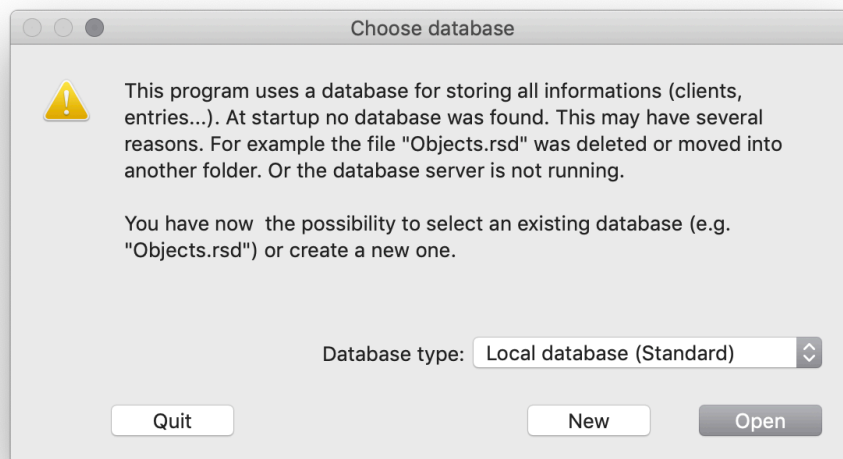 Choose database
This program uses a database for storing all informations (clients,
entries...). At startup no database was found. This may have several
reasons. For example the file "Objects.rsd" was deleted or moved into
another folder. Or the database server is not running.
You have now  the possibility to select an existing database (e.g.
"Objects.rsd") or create a new one.
Database type: Local database (Standard)
Quit New Open